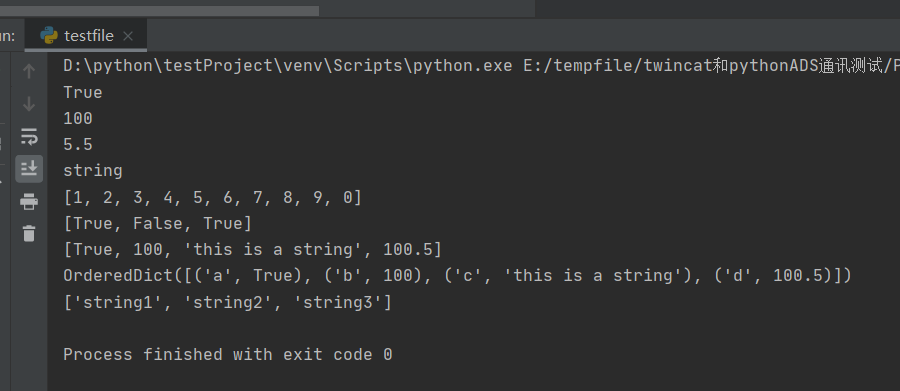 un:
testfile
D:\python\testProject\venv\Scripts\python.exe E:/tempfile/twincat和pythonADS通讯测试/P
True
100
5.5
string
[1, 2, 3, 4, 5, 6, 7, 8, 9, 0]
[True, False, True]
[True, 100, 'this is a string', 100.5]
OrderedDict([('a', True), ('b', 100), ('c', 'this is a string'), ('d', 100.5)])
['string1', 'string2', 'string3']
Process finished with exit code 0